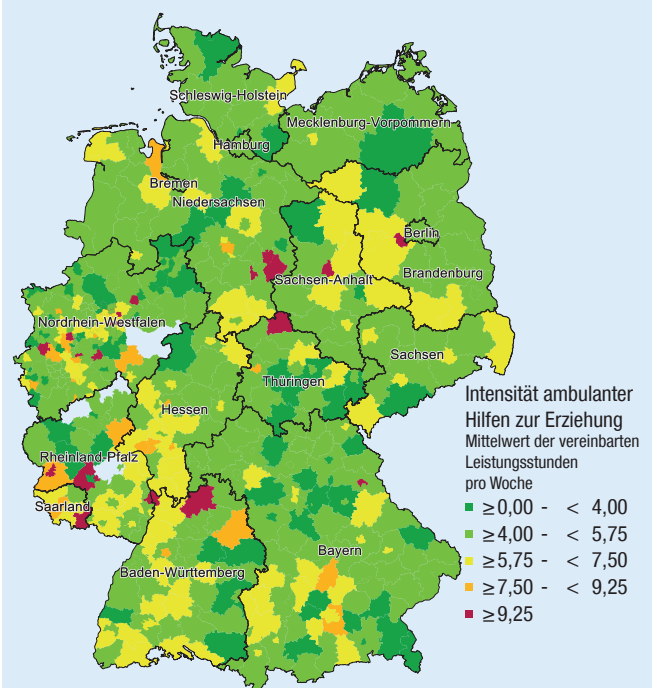 Schleswig-Holstein
Mecklenburg-Vorpommern
Hamburg
Bremen
Niedersachsen
Berlin
Sachsen-Anhalt
Brandenburg
Nordrhein-Westfalen
Sachsen
Thüringen
Hessen
Rheinland-Pfalz
Saarland
Bayern
Baden-Württemberg
Intensität ambulanter
Hilfen zur Erziehung
Mittelwert der vereinbarten
Leistungsstunden
pro Woche
≥0,00 - < 4,00
≥4,00 - < 5,75
≥5,75 - < 7,50
≥7,50 - < 9,25
≥9,25